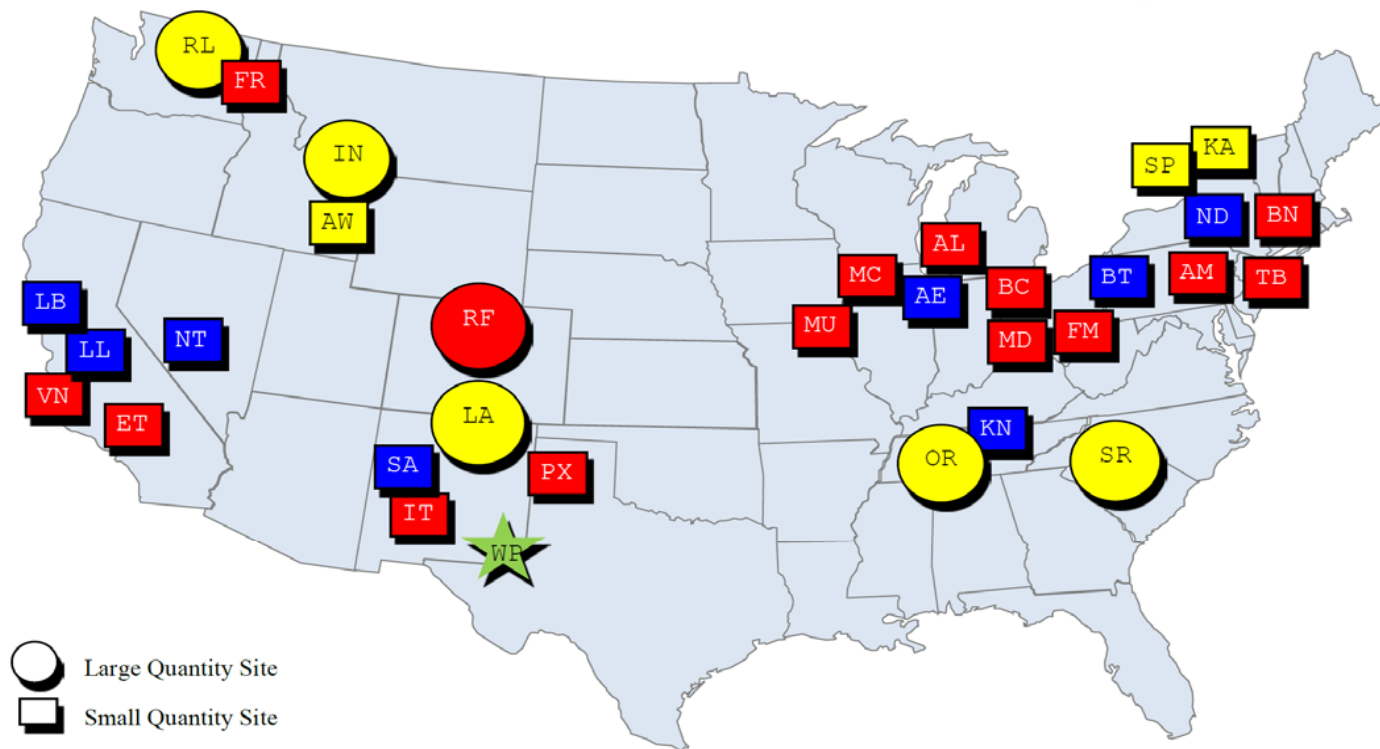 RL
FR
IN
AW
KA
SP
ND
BN
AL
MC
AE
BC
BT
AM
TB
LB
LL
NT
RF
MU
MD
FM
VN
ET
LA
KN
OR
SR
SA
PX
IT
WP
Large Quantity Site
Small Quantity Site